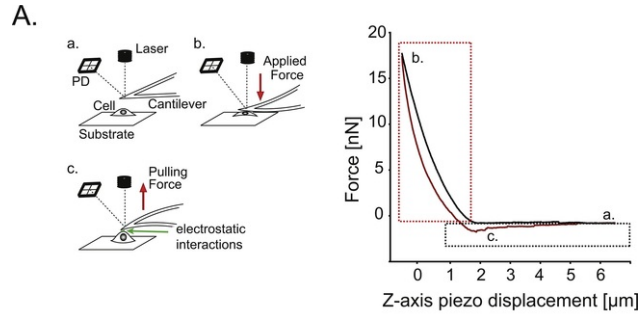 A.
a.
Laser
PD
Cell
Cantilever
Substrate
b.
Applied
Force
c.
Pulling
Force
electrostatic
interactions
Force [nN]
20
15
10
5
0
b.
a.
c.
0 1 2 3 4 5 6
Z-axis piezo displacement [µm]